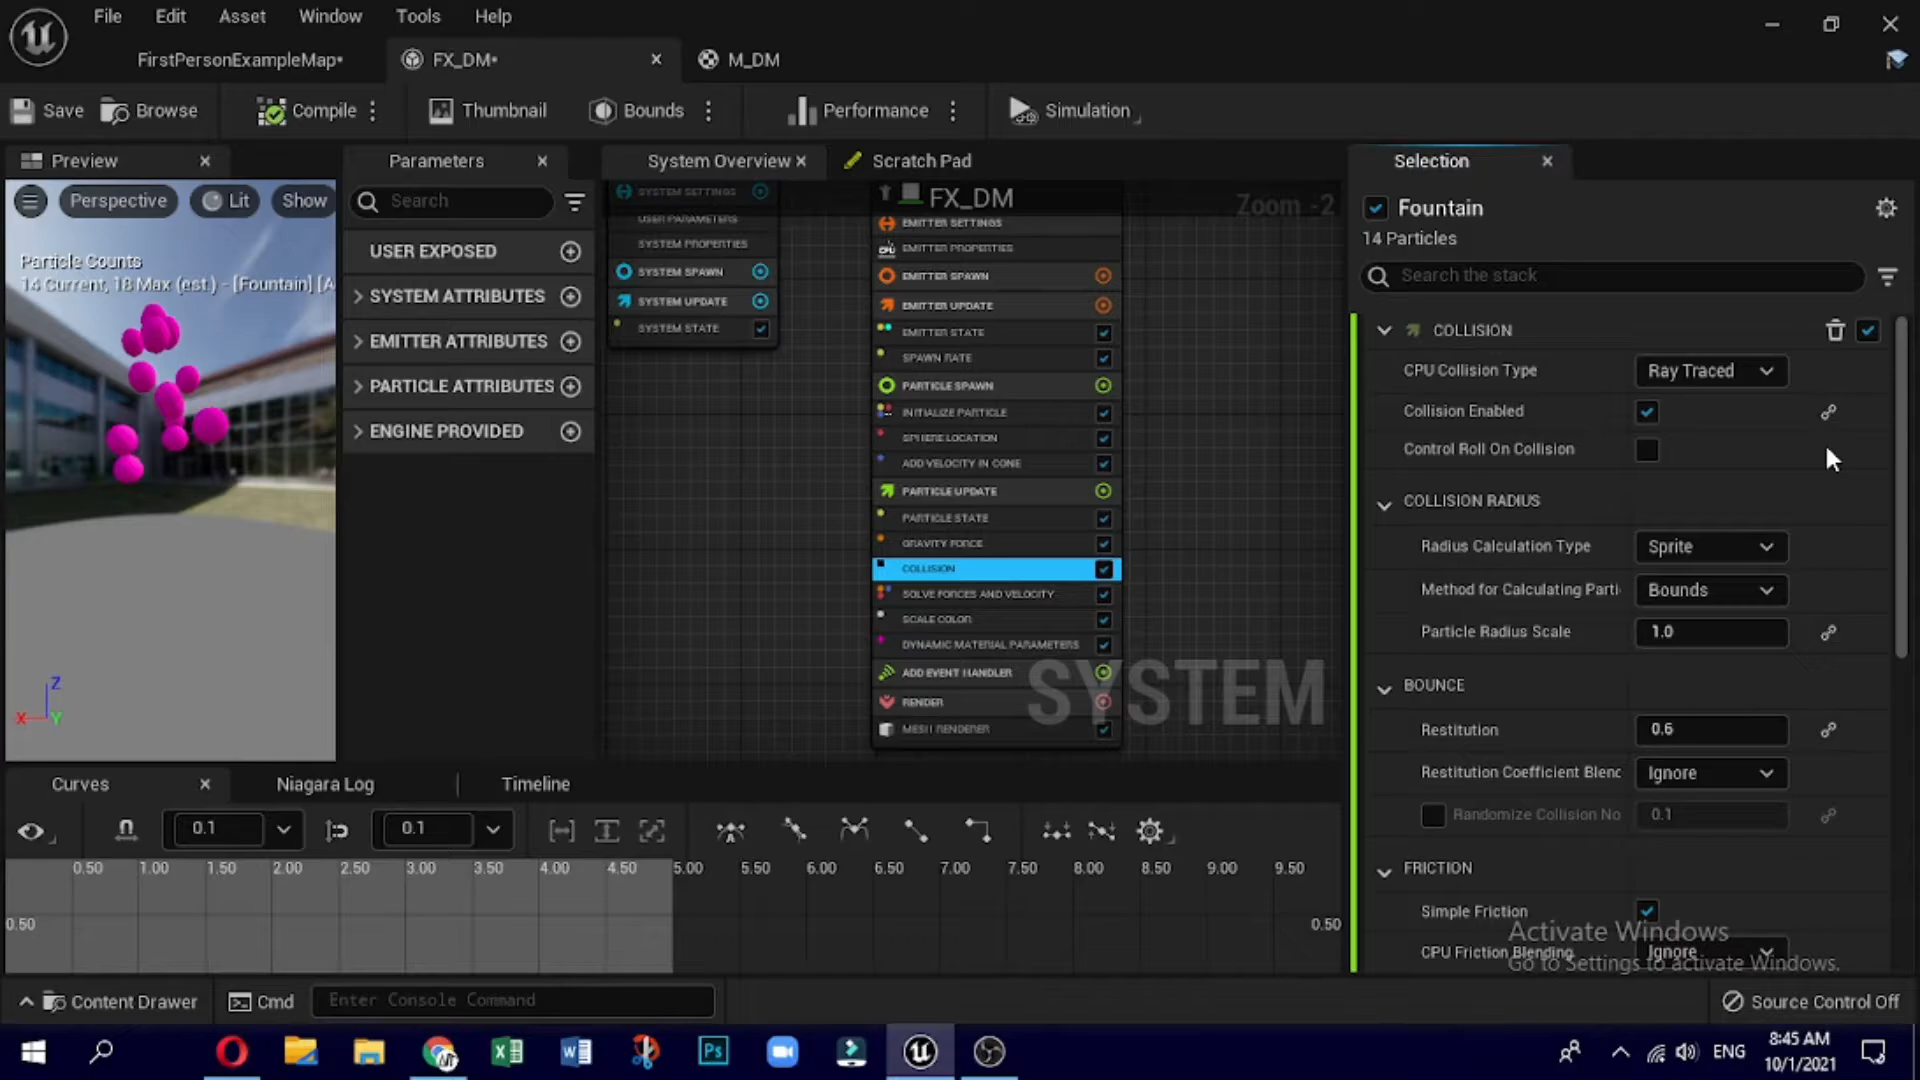 File Edit Asset Window Tools Help
FirstPersonExampleMap•
FX_DM•
M_DM
Save Browse Compile Thumbnail Bounds Performance Simulation
Preview
Parameters
System Overview
Scratch Pad
Selection
Perspective Lit Show
Particle Counts
14 Current, 18 Max (est.) - [Fountain] [A
Search
USER EXPOSED
SYSTEM ATTRIBUTES
EMITTER ATTRIBUTES
PARTICLE ATTRIBUTES
ENGINE PROVIDED
Z
X
Y
SYSTEM SETTINGS
USER PARAMETERS
SYSTEM PROPERTIES
SYSTEM SPAWN
SYSTEM UPDATE
SYSTEM STATE
FX_DM
Zoom -2
EMITTER SETTINGS
CPU EMITTER PROPERTIES
EMITTER SPAWN
EMITTER UPDATE
EMITTER STATE
SPAWN RATE
PARTICLE SPAWN
INITIALIZE PARTICLE
SPHERE LOCATION
ADD VELOCITY IN CONE
PARTICLE UPDATE
PARTICLE STATE
GRAVITY FORCE
COLLISION
SOLVE FORCES AND VELOCITY
SCALE COLOR
DYNAMIC MATERIAL PARAMETERS
ADD EVENT HANDLER
RENDER
MESH RENDERER
SYSTEM
Fountain
14 Particles
Search the stack
COLLISION
CPU Collision Type Ray Traced
Collision Enabled
Control Roll On Collision
COLLISION RADIUS
Radius Calculation Type Sprite
Method for Calculating Parti Bounds
Particle Radius Scale 1.0
BOUNCE
Restitution 0.6
Restitution Coefficient Blenc Ignore
Randomize Collision No 0.1
FRICTION
Simple Friction
CPU Friction Blending Ignore
Activate Windows
Go to Settings to activate Windows.
Curves
Niagara Log
Timeline
0.1
0.1
0.50 1.00 1.50 2.00 2.50 3.00 3.50 4.00 4.50 5.00 5.50 6.00 6.50 7.00 7.50 8.00 8.50 9.00 9.50
0.50
0.50
Content Drawer
Cmd
Enter Console Command
Source Control Off
Ps
ENG
8:45 AM
10/1/2021